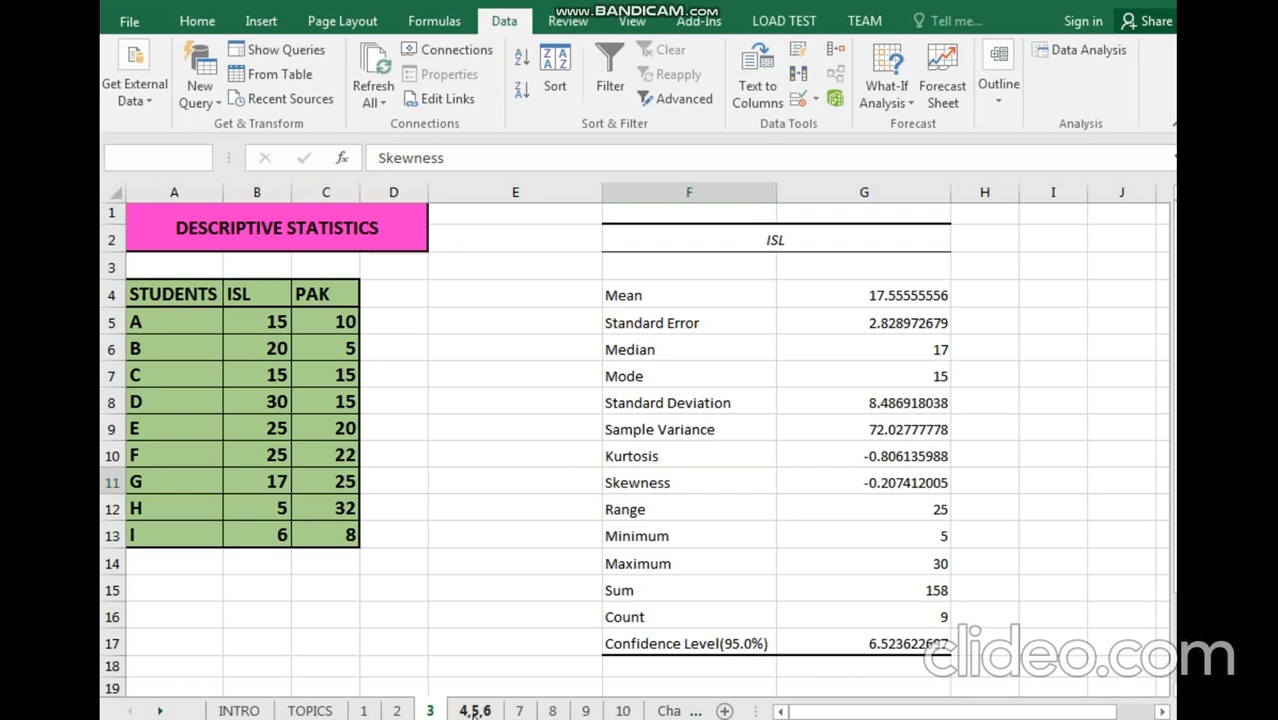 www.BANDICAM.com
File Home Insert Page Layout Formulas Data Review View Add-Ins LOAD TEST TEAM Tell me... Sign in Share
Get External Data
New Query
Show Queries
From Table
Recent Sources
Get & Transform
Refresh All
Connections
Properties
Edit Links
Connections
Sort
Filter
Clear
Reapply
Advanced
Sort & Filter
Text to Columns
Data Tools
What-If Analysis
Forecast Sheet
Forecast
Outline
Data Analysis
Analysis
fx Skewness
A B C D E F G H I J
1
2 DESCRIPTIVE STATISTICS ISL
3
4 STUDENTS ISL PAK Mean 17.55555556
5 A 15 10 Standard Error 2.828972679
6 B 20 5 Median 17
7 C 15 15 Mode 15
8 D 30 15 Standard Deviation 8.486918038
9 E 25 20 Sample Variance 72.02777778
10 F 25 22 Kurtosis -0.806135988
11 G 17 25 Skewness -0.207412005
12 H 5 32 Range 25
13 I 6 8 Minimum 5
14 Maximum 30
15 Sum 158
16 Count 9
17 Confidence Level(95.0%) 6.523622697
18
19
clideo.com
INTRO TOPICS 1 2 3 4,5,6 7 8 9 10 Cha ...